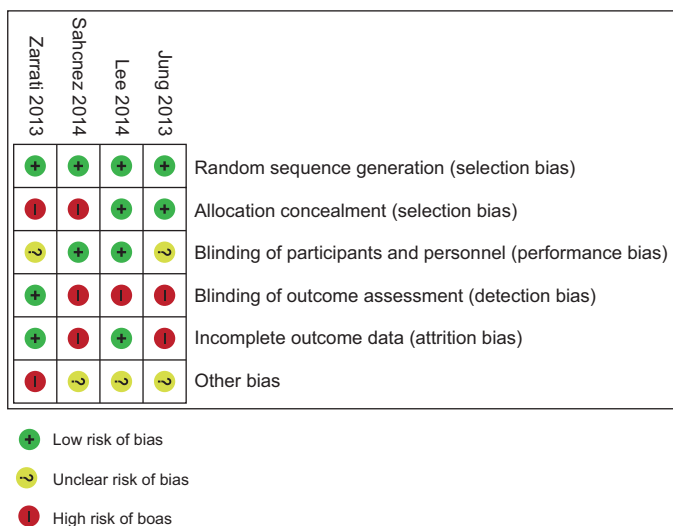 Zarrati 2013
Sahcnez 2014
Lee 2014
Jung 2013
+ + + + Random sequence generation (selection bias)
− − + + Allocation concealment (selection bias)
? + + ? Blinding of participants and personnel (performance bias)
+ − − − Blinding of outcome assessment (detection bias)
+ − + − Incomplete outcome data (attrition bias)
− ? ? ? Other bias
+ Low risk of bias
? Unclear risk of bias
− High risk of boas